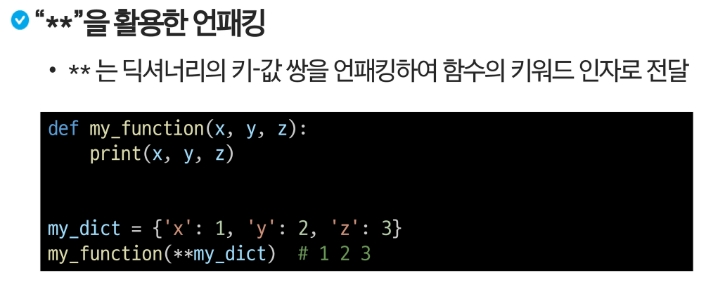 “**”을 활용한 언패킹
• ** 는 딕셔너리의 키-값 쌍을 언패킹하여 함수의 키워드 인자로 전달
def my_function(x, y, z):
    print(x, y, z)
my_dict = {'x': 1, 'y': 2, 'z': 3}
my_function(**my_dict)  # 1 2 3